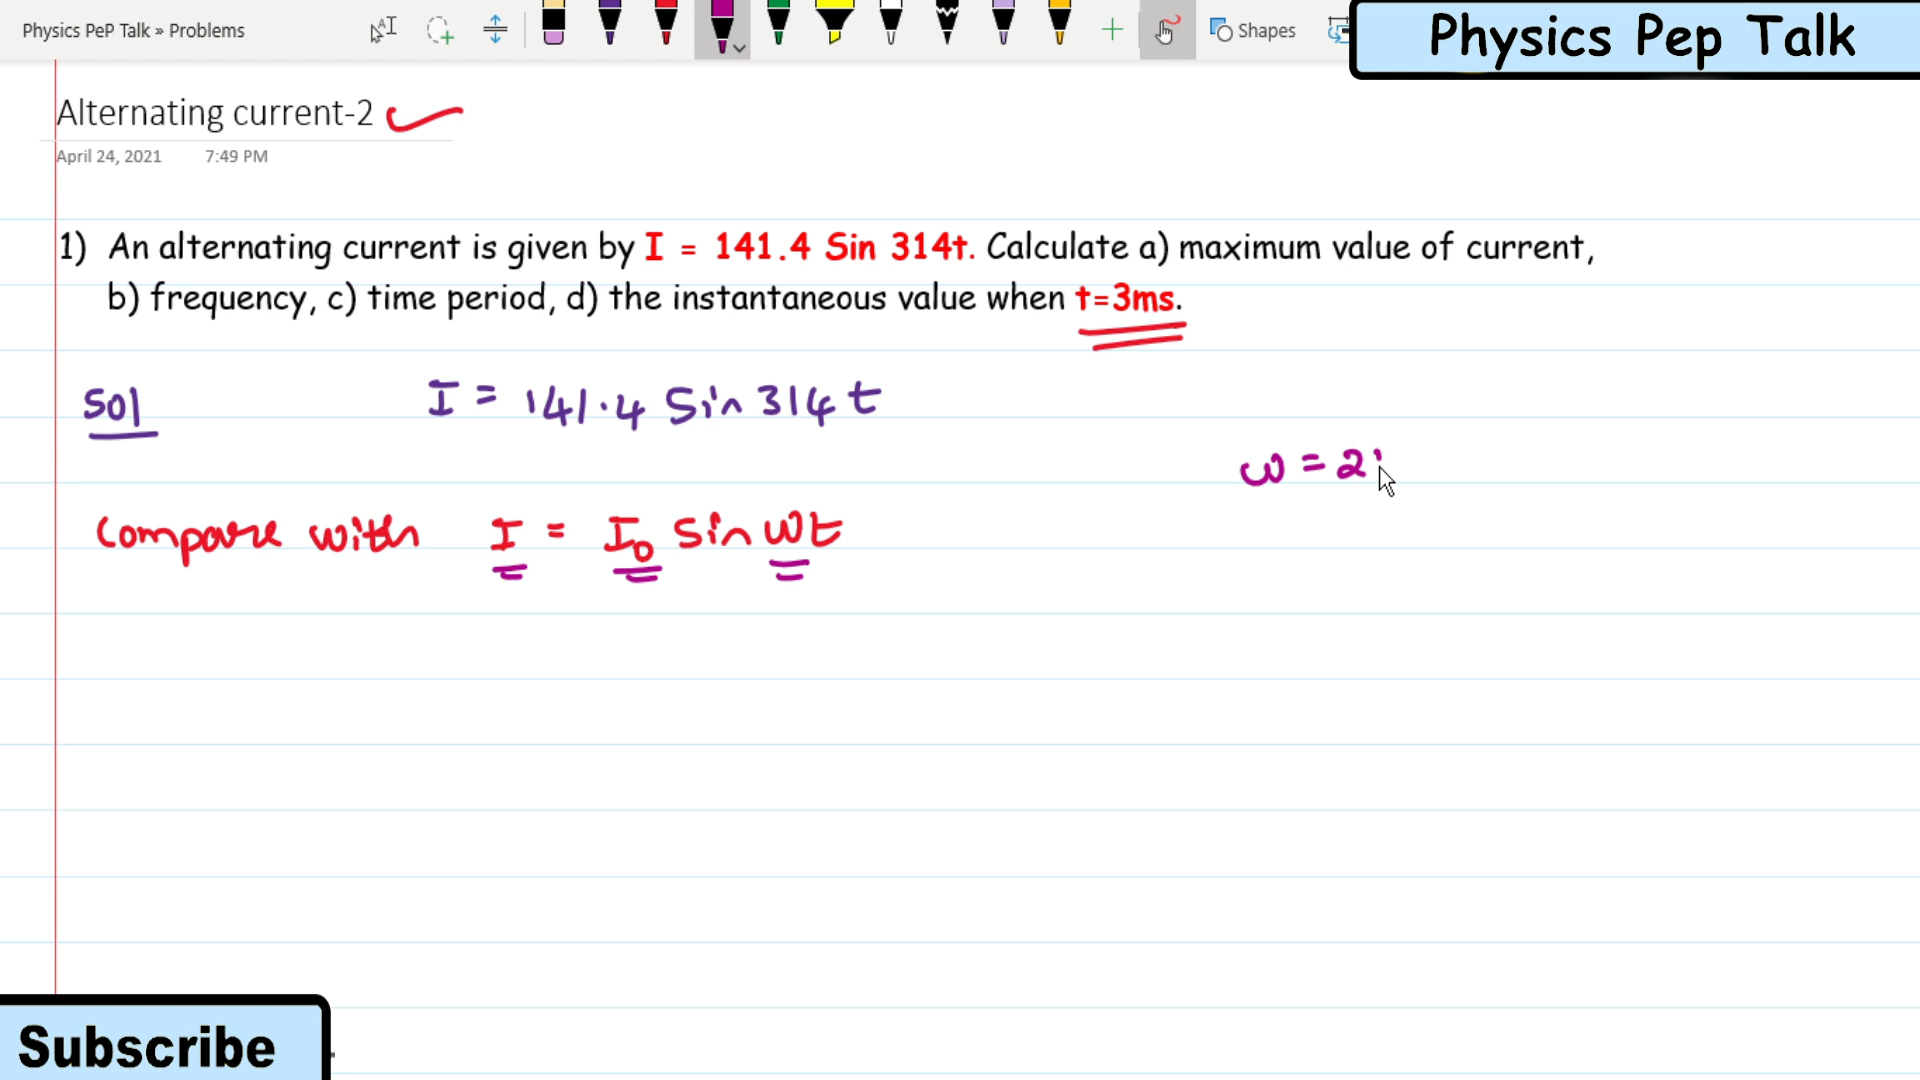 Physics PeP Talk » Problems
Shapes
Physics Pep Talk
Alternating current-2
April 24, 2021 7:49 PM
1) An alternating current is given by I = 141.4 Sin 314t. Calculate a) maximum value of current,
b) frequency, c) time period, d) the instantaneous value when t=3ms.
Sol I = 141.4 Sin 314 t
ω = 2
Compare with I = I₀ Sin ωt
Subscribe